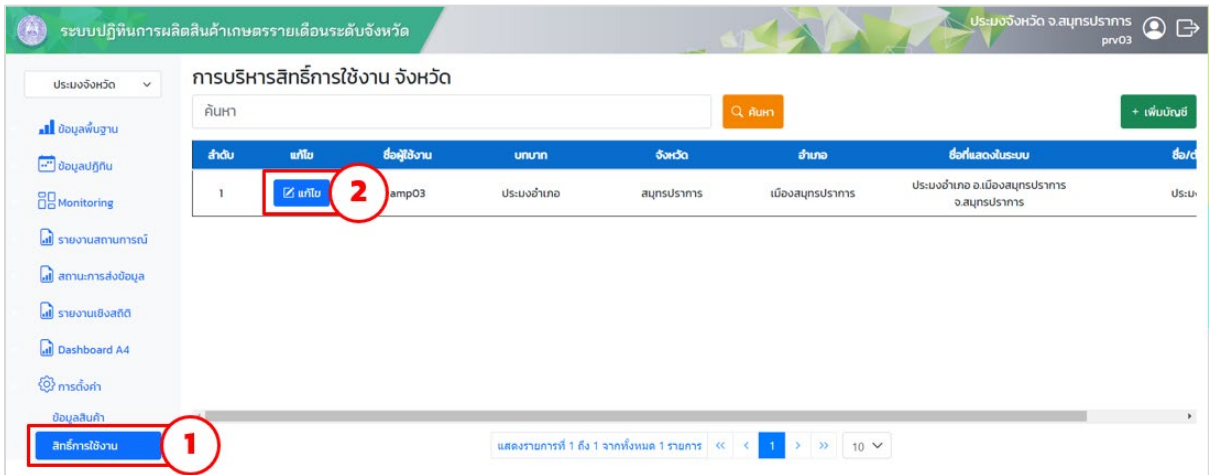 ระบบปฏิทินการผลิตสินค้าเกษตรรายเดือนระดับจังหวัด
ประมงจังหวัด จ.สมุทรปราการ
prv03
ประมงจังหวัด
การบริหารสิทธิ์การใช้งาน จังหวัด
ค้นหา
ค้นหา
+ เพิ่มบัญชี
ข้อมูลพื้นฐาน
ข้อมูลปฏิทิน
Monitoring
รายงานสถานการณ์
สถานะการส่งข้อมูล
รายงานเชิงสถิติ
Dashboard A4
การตั้งค่า
ข้อมูลสินค้า
สิทธิ์การใช้งาน
1
ลำดับ แก้ไข ชื่อผู้ใช้งาน บทบาท จังหวัด อำเภอ ชื่อที่แสดงในระบบ
1 แก้ไข 2 amp03 ประมงอำเภอ สมุทรปราการ เมืองสมุทรปราการ ประมงอำเภอ อ.เมืองสมุทรปราการ
จ.สมุทรปราการ
แสดงรายการที่ 1 ถึง 1 จากทั้งหมด 1 รายการ « < 1 > » 10